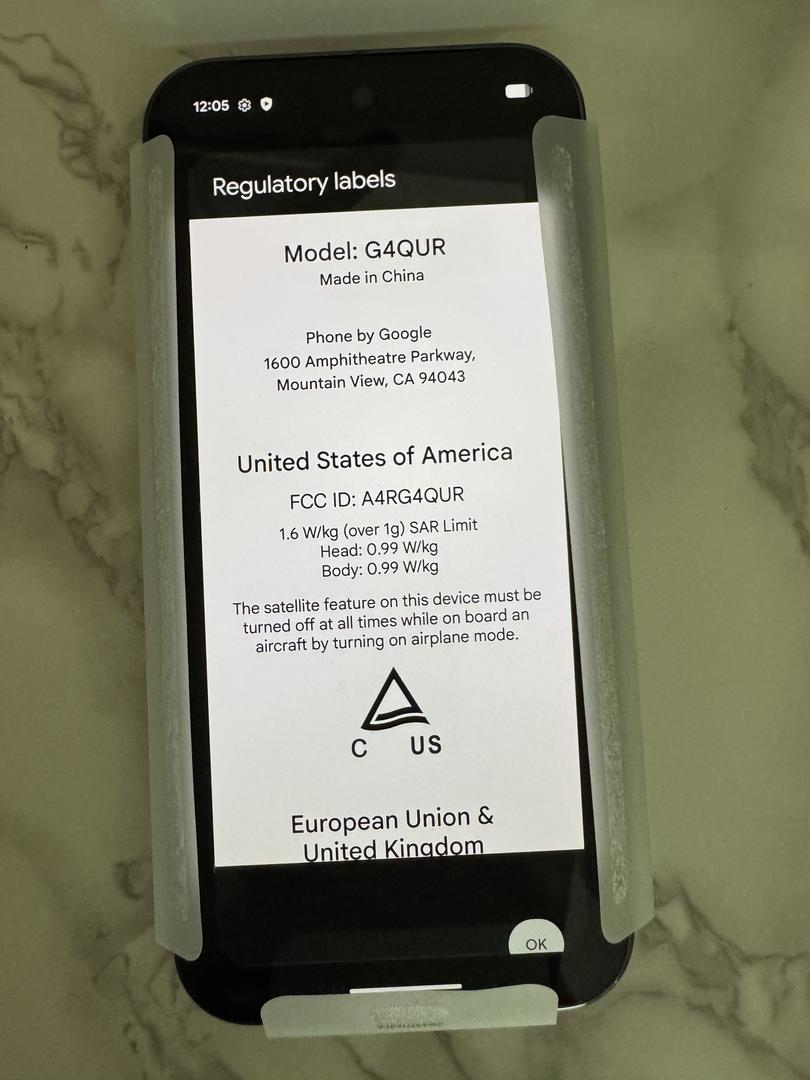 12:05
Regulatory labels
Model: G4QUR
Made in China
Phone by Google
1600 Amphitheatre Parkway,
Mountain View, CA 94043
United States of America
FCC ID: A4RG4QUR
1.6 W/kg (over 1g) SAR Limit
Head: 0.99 W/kg
Body: 0.99 W/kg
The satellite feature on this device must be
turned off at all times while on board an
aircraft by turning on airplane mode.
C US
European Union &
United Kingdom
OK